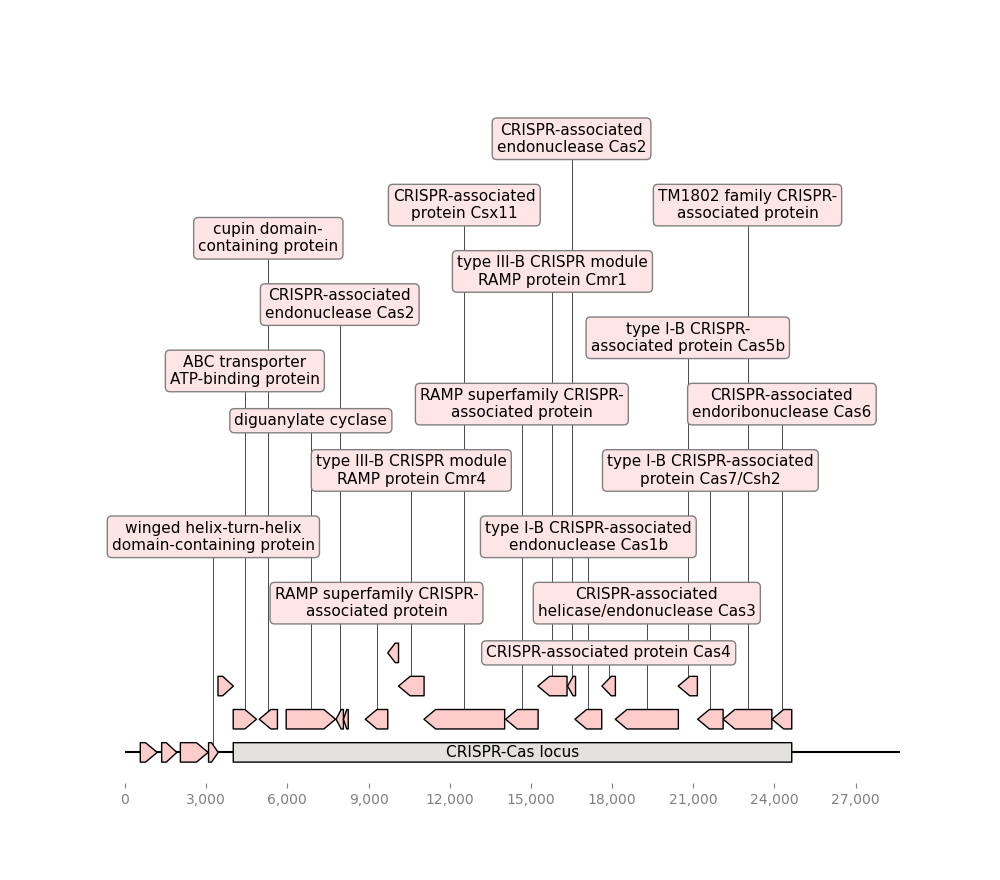 CRISPR-associated
endonuclease Cas2
CRISPR-associated
protein Csx11
TM1802 family CRISPR-
associated protein
cupin domain-
containing protein
type III-B CRISPR module
RAMP protein Cmr1
CRISPR-associated
endonuclease Cas2
type I-B CRISPR-
associated protein Cas5b
ABC transporter
ATP-binding protein
RAMP superfamily CRISPR-
associated protein
CRISPR-associated
endoribonuclease Cas6
diguanylate cyclase
type III-B CRISPR module
RAMP protein Cmr4
type I-B CRISPR-associated
protein Cas7/Csh2
winged helix-turn-helix
domain-containing protein
type I-B CRISPR-associated
endonuclease Cas1b
RAMP superfamily CRISPR-
associated protein
CRISPR-associated
helicase/endonuclease Cas3
CRISPR-associated protein Cas4
CRISPR-Cas locus
0 3,000 6,000 9,000 12,000 15,000 18,000 21,000 24,000 27,000